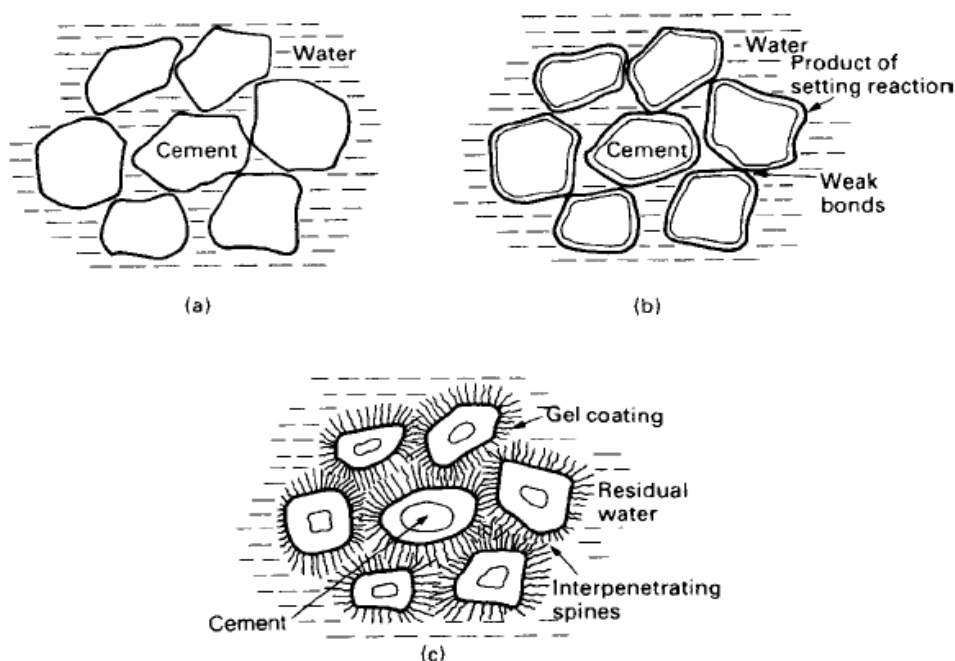 Water
Cement
(a)
Water
Product of
setting reaction
Cement
Weak
bonds
(b)
Gel coating
Residual
water
Interpenetrating
spines
Cement
(c)